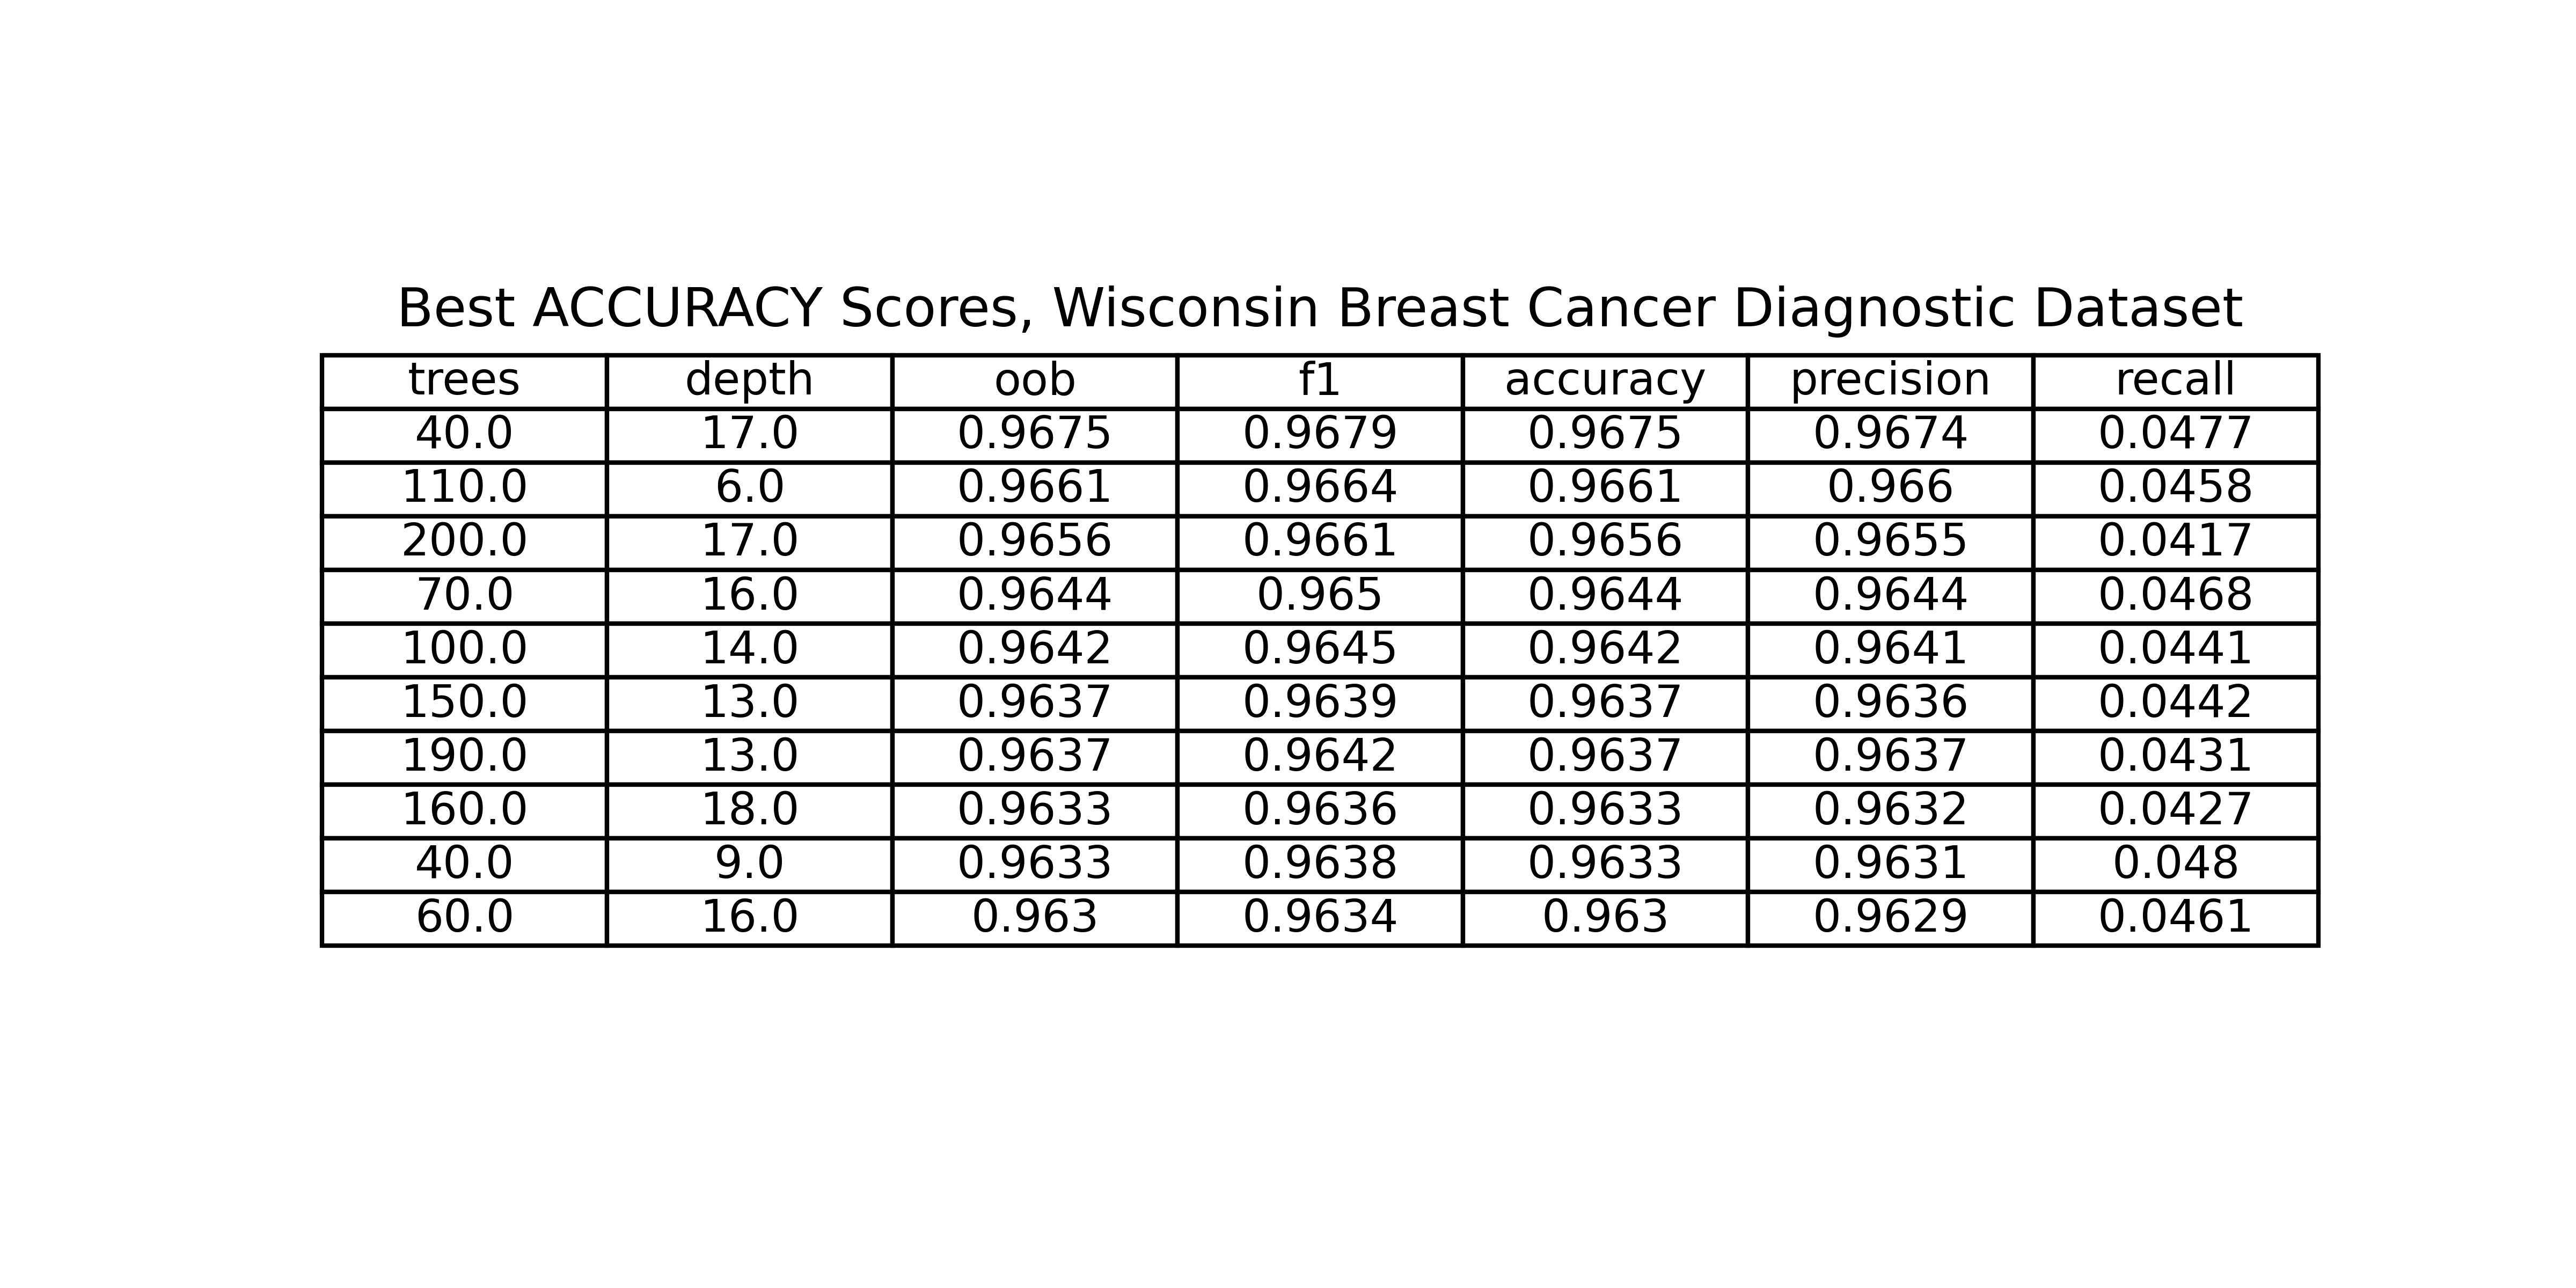 Best ACCURACY Scores, Wisconsin Breast Cancer Diagnostic Dataset
trees depth oob f1 accuracy precision recall
40.0 17.0 0.9675 0.9679 0.9675 0.9674 0.0477
110.0 6.0 0.9661 0.9664 0.9661 0.966 0.0458
200.0 17.0 0.9656 0.9661 0.9656 0.9655 0.0417
70.0 16.0 0.9644 0.965 0.9644 0.9644 0.0468
100.0 14.0 0.9642 0.9645 0.9642 0.9641 0.0441
150.0 13.0 0.9637 0.9639 0.9637 0.9636 0.0442
190.0 13.0 0.9637 0.9642 0.9637 0.9637 0.0431
160.0 18.0 0.9633 0.9636 0.9633 0.9632 0.0427
40.0 9.0 0.9633 0.9638 0.9633 0.9631 0.048
60.0 16.0 0.963 0.9634 0.963 0.9629 0.0461